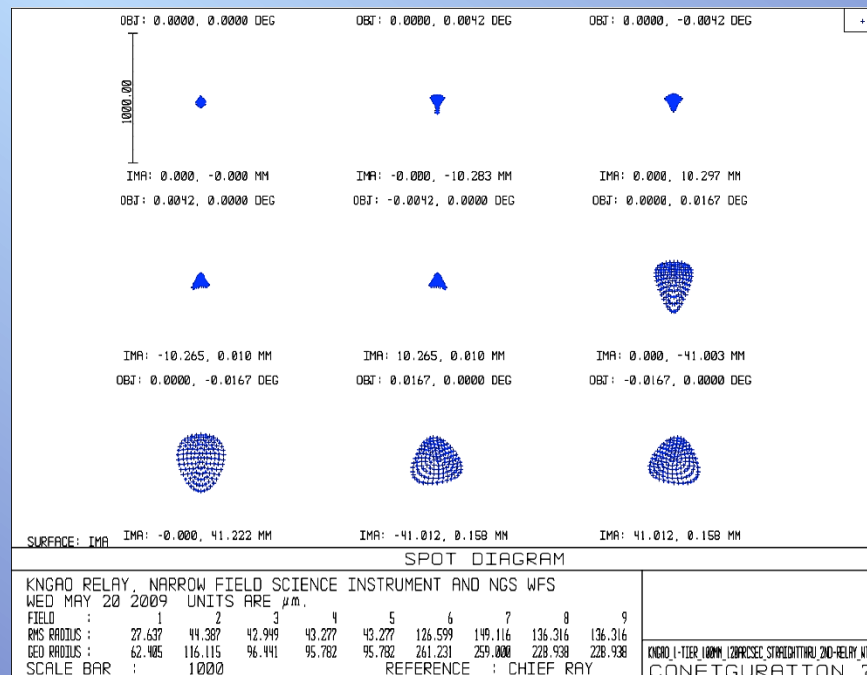 OBJ: 0.0000, 0.0000 DEG
OBJ: 0.0000, 0.0042 DEG
OBJ: 0.0000, -0.0042 DEG
1000.00
IMA: 0.000, -0.000 MM
IMA: -0.000, -10.283 MM
IMA: 0.000, 10.297 MM
OBJ: 0.0042, 0.0000 DEG
OBJ: -0.0042, 0.0000 DEG
OBJ: 0.0000, 0.0167 DEG
IMA: -10.265, 0.010 MM
IMA: 10.265, 0.010 MM
IMA: 0.000, -41.003 MM
OBJ: 0.0000, -0.0167 DEG
OBJ: 0.0167, 0.0000 DEG
OBJ: -0.0167, 0.0000 DEG
SURFACE: IMA
IMA: -0.000, 41.222 MM
IMA: -41.012, 0.158 MM
IMA: 41.012, 0.158 MM
SPOT DIAGRAM
KNGAO RELAY, NARROW FIELD SCIENCE INSTRUMENT AND NGS WFS
WED MAY 20 2009 UNITS ARE µm.
FIELD : 1 2 3 4 5 6 7 8 9
RMS RADIUS : 27.637 44.387 42.949 43.277 43.277 126.599 149.116 136.316 136.316
GEO RADIUS : 62.405 116.115 96.441 95.782 95.782 261.231 259.000 228.938 228.938
SCALE BAR : 1000 REFERENCE : CHIEF RAY
KNGAO_1-TIER_100MM_120ARCSEC_STRAIGHTTHRU_2ND-RELAY
CONFIGURATION